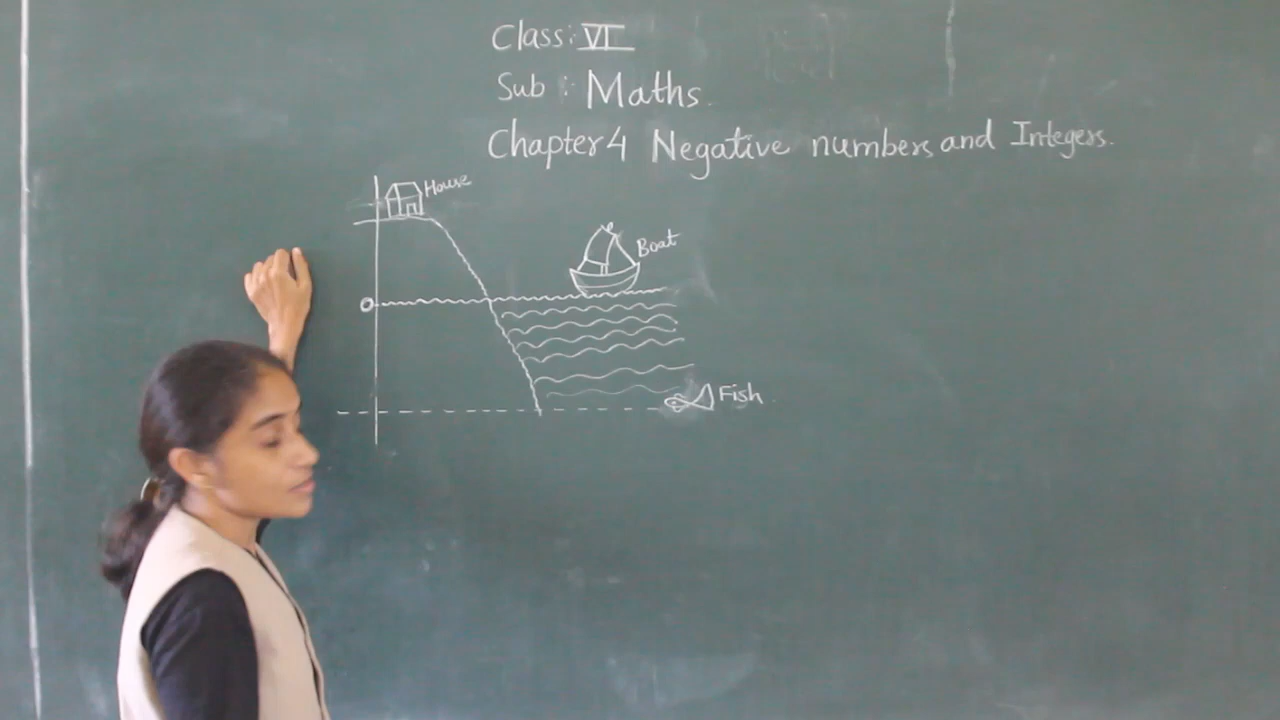 Class: VI
Sub : Maths.
Chapter 4 Negative numbers and Integers.
House
Boat
0
Fish.